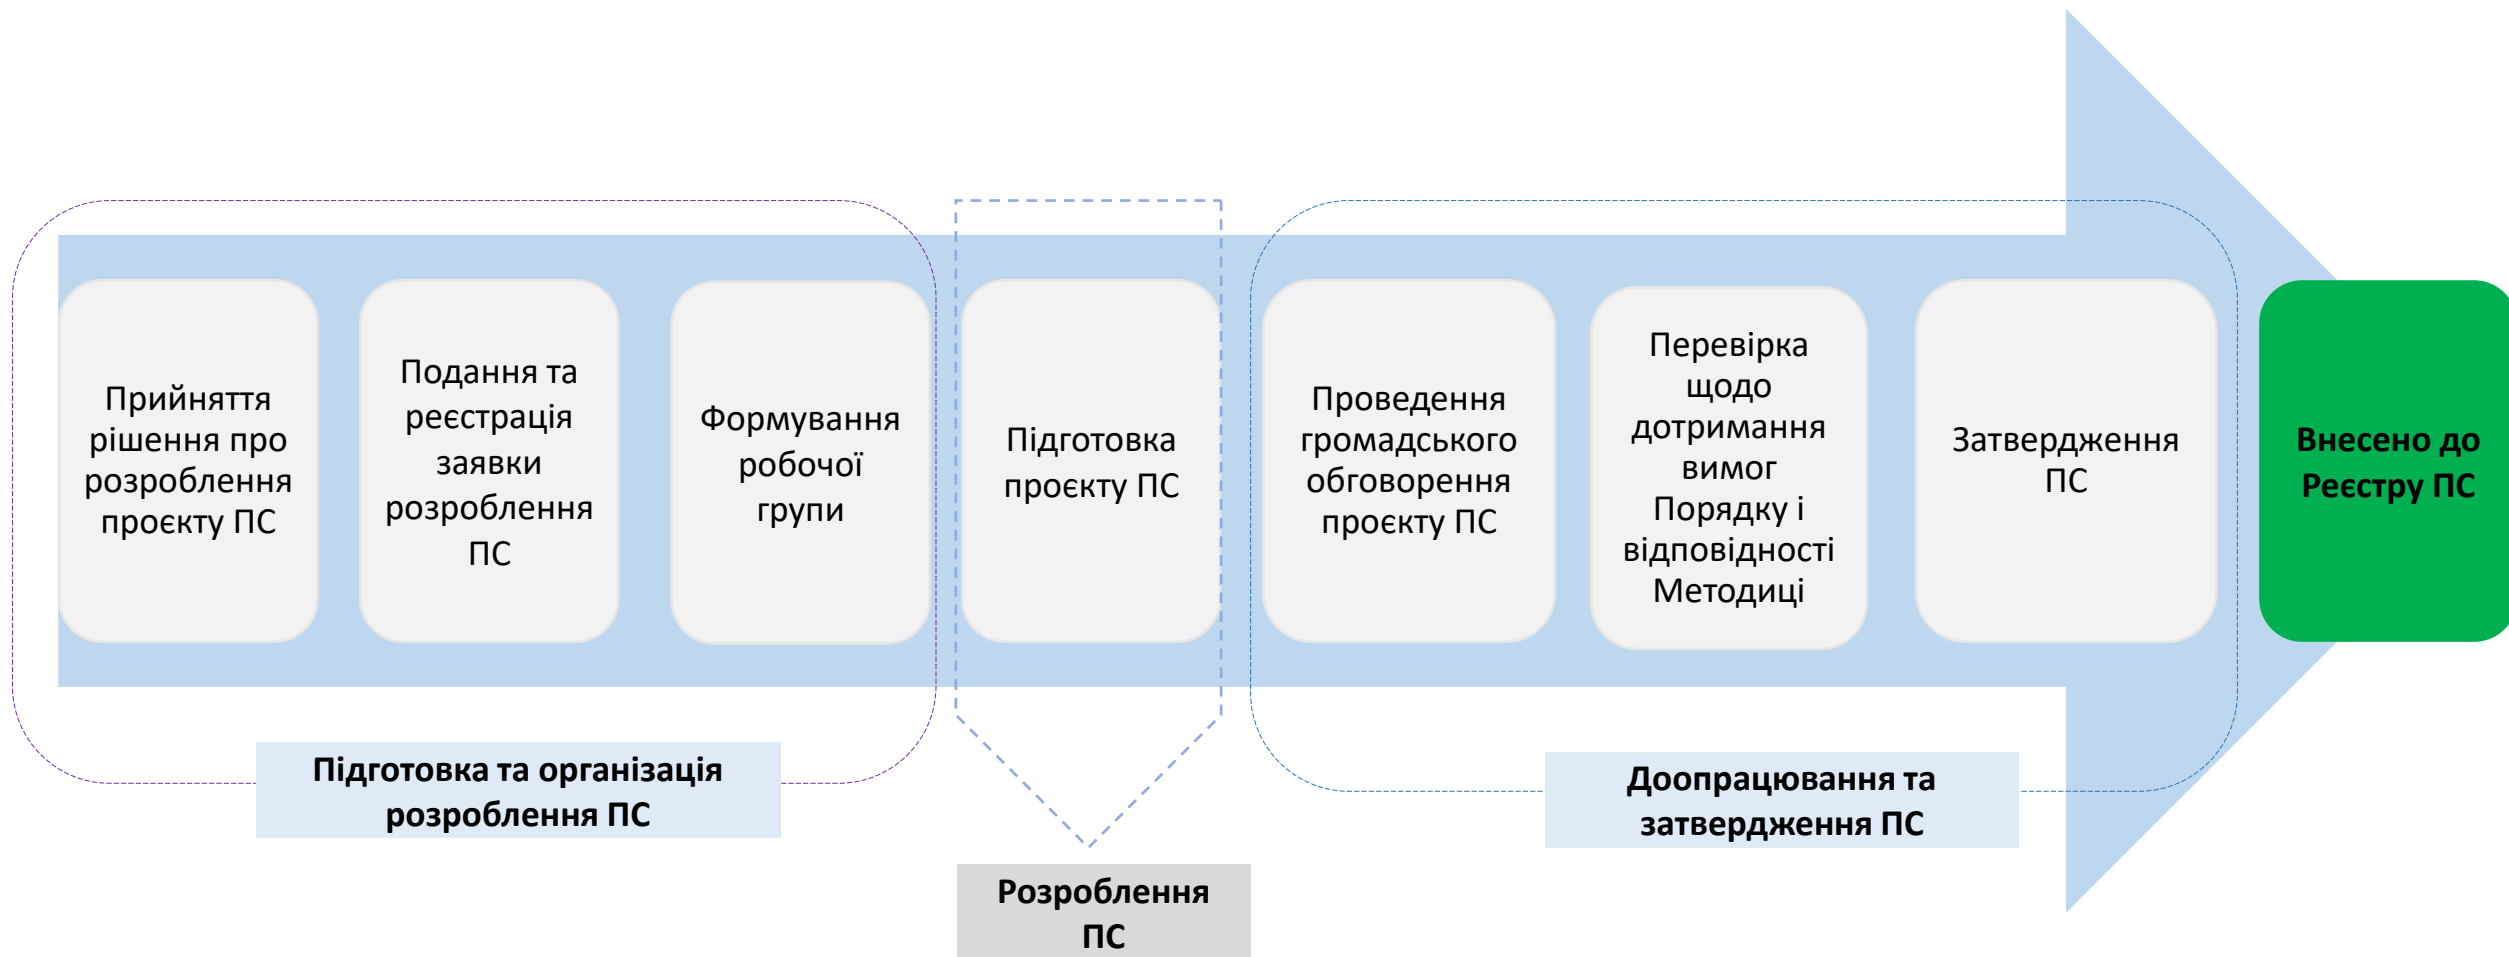 Прийняття
рішення про
розроблення
проєкту ПС
Подання та
реєстрація
заявки
розроблення
ПС
Формування
робочої
групи
Підготовка
проєкту ПС
Проведення
громадського
обговорення
проєкту ПС
Перевірка
щодо
дотримання
вимог
Порядку і
відповідності
Методиці
Затвердження
ПС
Внесено до
Реєстру ПС
Підготовка та організація
розроблення ПС
Розроблення
ПС
Доопрацювання та
затвердження ПС